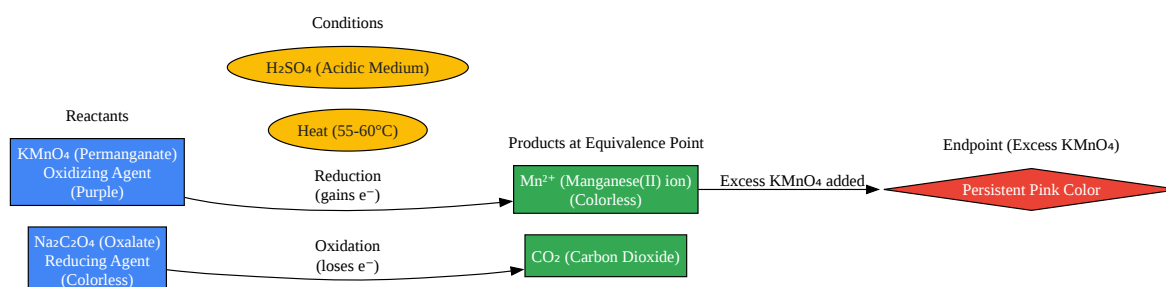 Conditions
H₂SO₄ (Acidic Medium)
Heat (55-60°C)
Reactants
KMnO₄ (Permanganate)
Oxidizing Agent
(Purple)
Na₂C₂O₄ (Oxalate)
Reducing Agent
(Colorless)
Reduction
(gains e⁻)
Oxidation
(loses e⁻)
Products at Equivalence Point
Mn²⁺ (Manganese(II) ion)
(Colorless)
CO₂ (Carbon Dioxide)
Excess KMnO₄ added
Endpoint (Excess KMnO₄)
Persistent Pink Color